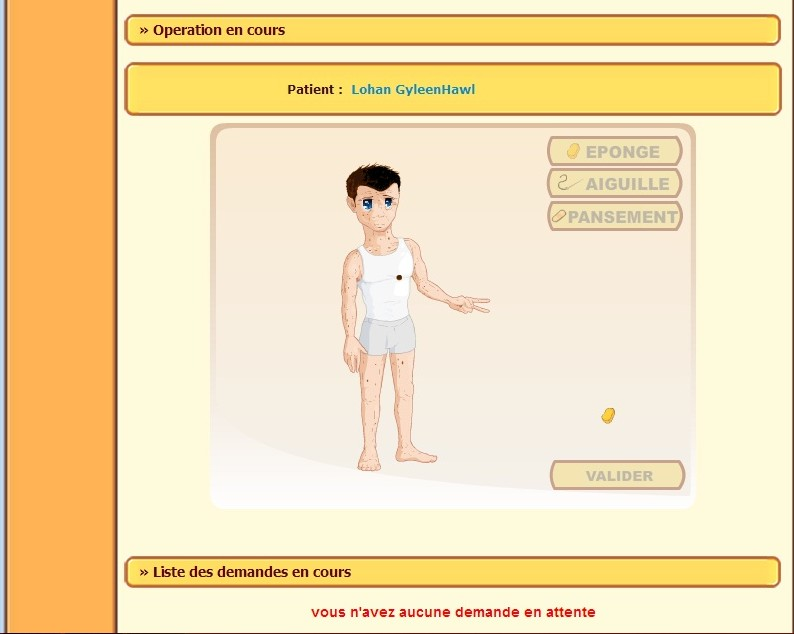 » Operation en cours
Patient : Lohan GyleenHawl
EPONGE
AIGUILLE
PANSEMENT
VALIDER
» Liste des demandes en cours
vous n'avez aucune demande en attente